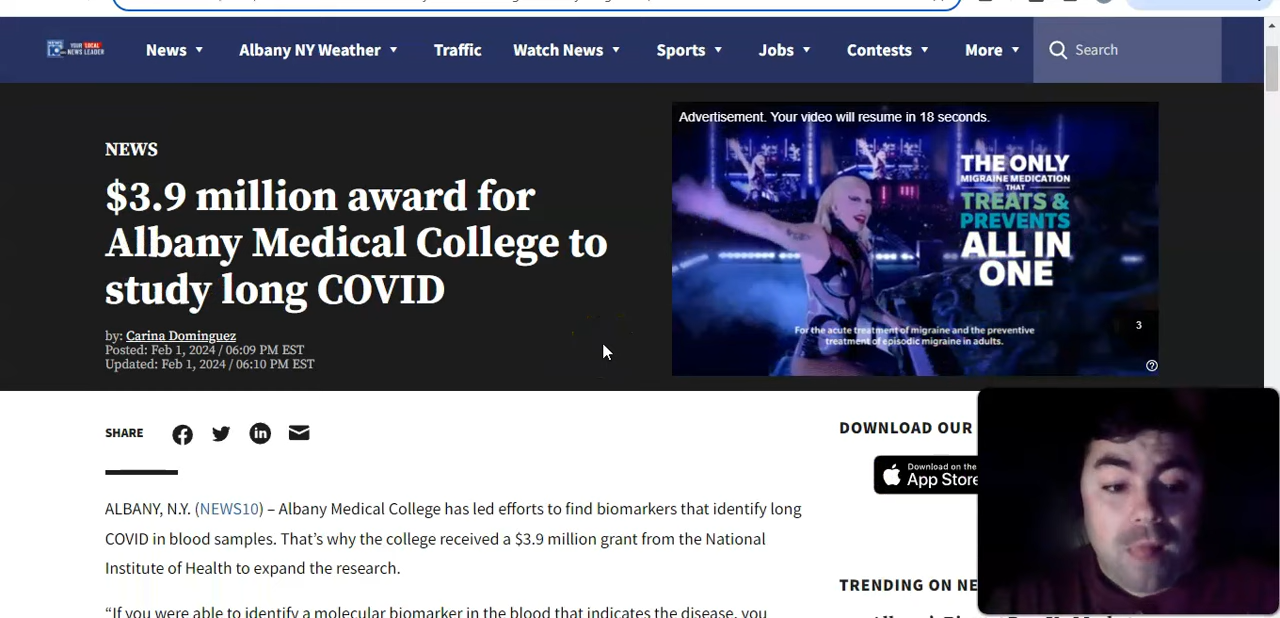 YOUR LOCAL
NEWS LEADER
News
Albany NY Weather
Traffic
Watch News
Sports
Jobs
Contests
More
Search
NEWS
$3.9 million award for
Albany Medical College to
study long COVID
by: Carina Dominguez
Posted: Feb 1, 2024 / 06:09 PM EST
Updated: Feb 1, 2024 / 06:10 PM EST
Advertisement. Your video will resume in 18 seconds.
THE ONLY
MIGRAINE MEDICATION
THAT
TREATS &
PREVENTS
ALL IN
ONE
For the acute treatment of migraine and the preventive
treatment of episodic migraine in adults.
3
SHARE
ALBANY, N.Y. (NEWS10) – Albany Medical College has led efforts to find biomarkers that identify long
COVID in blood samples. That’s why the college received a $3.9 million grant from the National
Institute of Health to expand the research.
“If you were able to identify a molecular biomarker in the blood that indicates the disease, you
DOWNLOAD OUR
Download on the
App Store
TRENDING ON NE